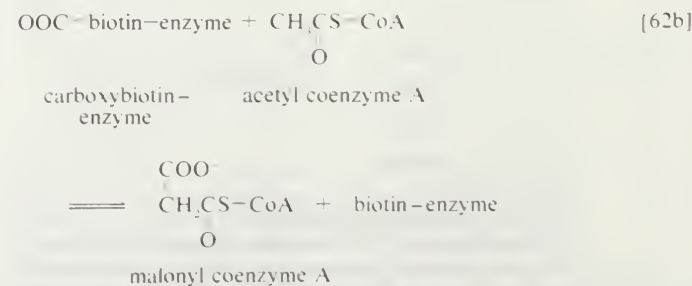 OOC–biotin–enzyme + CH₃CS–CoA [62b]
O
carboxybiotin– acetyl coenzyme A
enzyme
COO⁻
CH₂CS–CoA + biotin–enzyme
O
malonyl coenzyme A